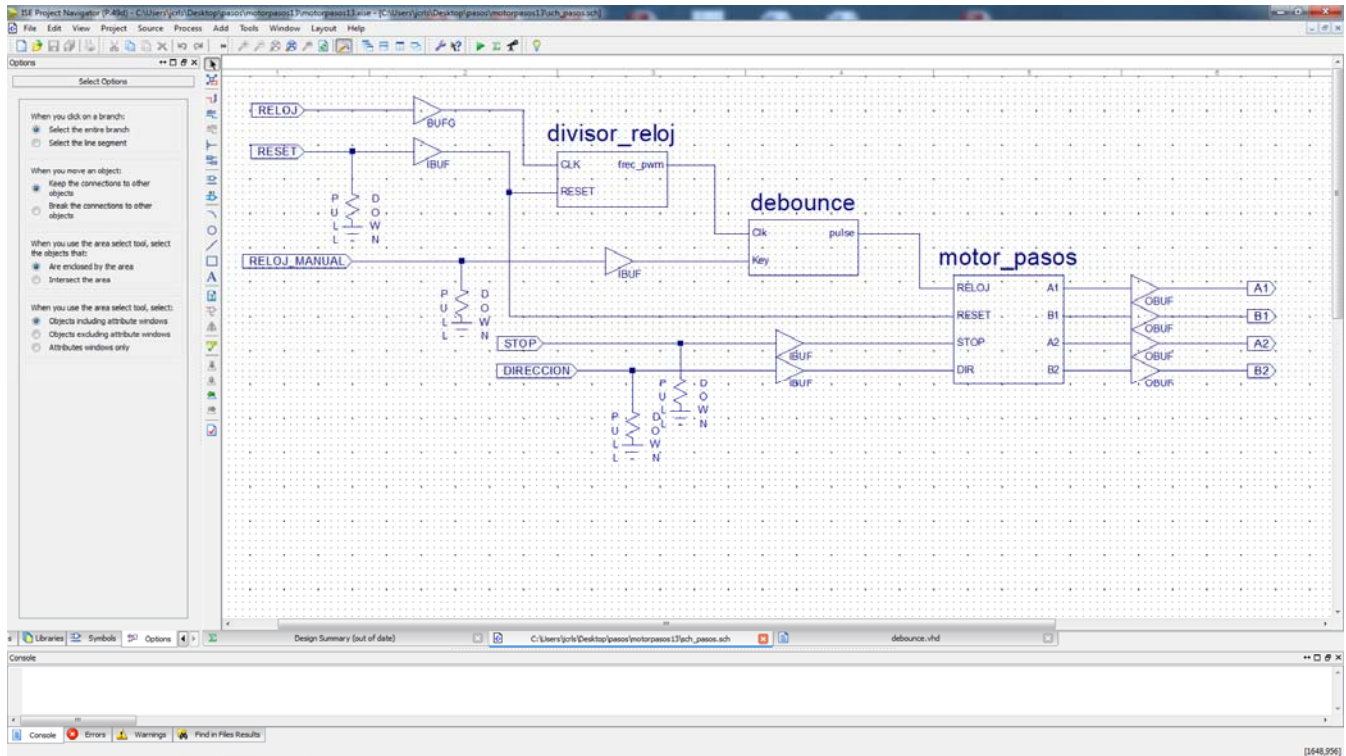 ISE Project Navigator (P.49d) - C:\Users\jcrls\Desktop\pasos\motorpasos13\motorpasos13.xise - [C:\Users\jcrls\Desktop\pasos\motorpasos13\sch_pasos.sch]
File Edit View Project Source Process Add Tools Window Layout Help
Options
Select Options
When you click on a branch:
Select the entire branch
Select the line segment
When you move an object:
Keep the connections to other
objects
Break the connections to other
objects
When you use the area select tool, select
the objects that:
Are enclosed by the area
Intersect the area
When you use the area select tool, select:
Objects including attribute windows
Objects excluding attribute windows
Attributes windows only
RELOJ
BUFG
RESET
IBUF
PULL
DOWN
divisor_reloj
CLK frec_pwm
RESET
RELOJ_MANUAL
IBUF
PULL
DOWN
debounce
Clk pulse
Key
STOP
IBUF
DIRECCION
IBUF
PULL
DOWN
PULL
DOWN
motor_pasos
RELOJ A1
RESET B1
STOP A2
DIR B2
OBUF
OBUF
OBUF
OBUF
A1
B1
A2
B2
Libraries Symbols Options
Design Summary (out of date) C:\Users\jcrls\Desktop\pasos\motorpasos13\sch_pasos.sch debounce.vhd
Console
Console Errors Warnings Find in Files Results
[1648,956]